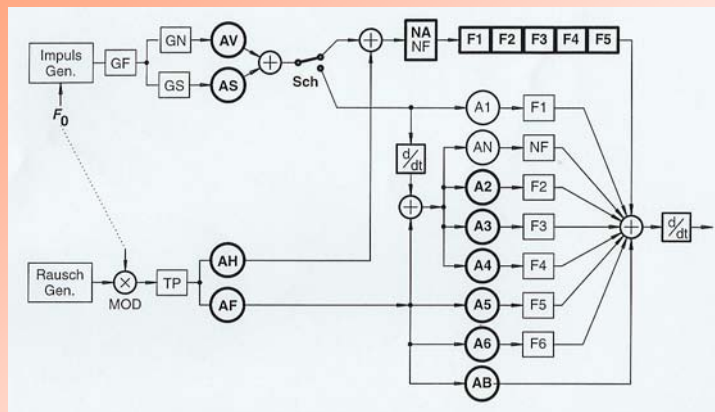 Impuls
Gen.
GF
GN
AV
GS
AS
Sch
F0
NA
NF
F1 F2 F3 F4 F5
A1
F1
d/dt
AN
NF
A2
F2
A3
F3
A4
F4
A5
F5
A6
F6
AB
d/dt
Rausch
Gen.
MOD
TP
AH
AF